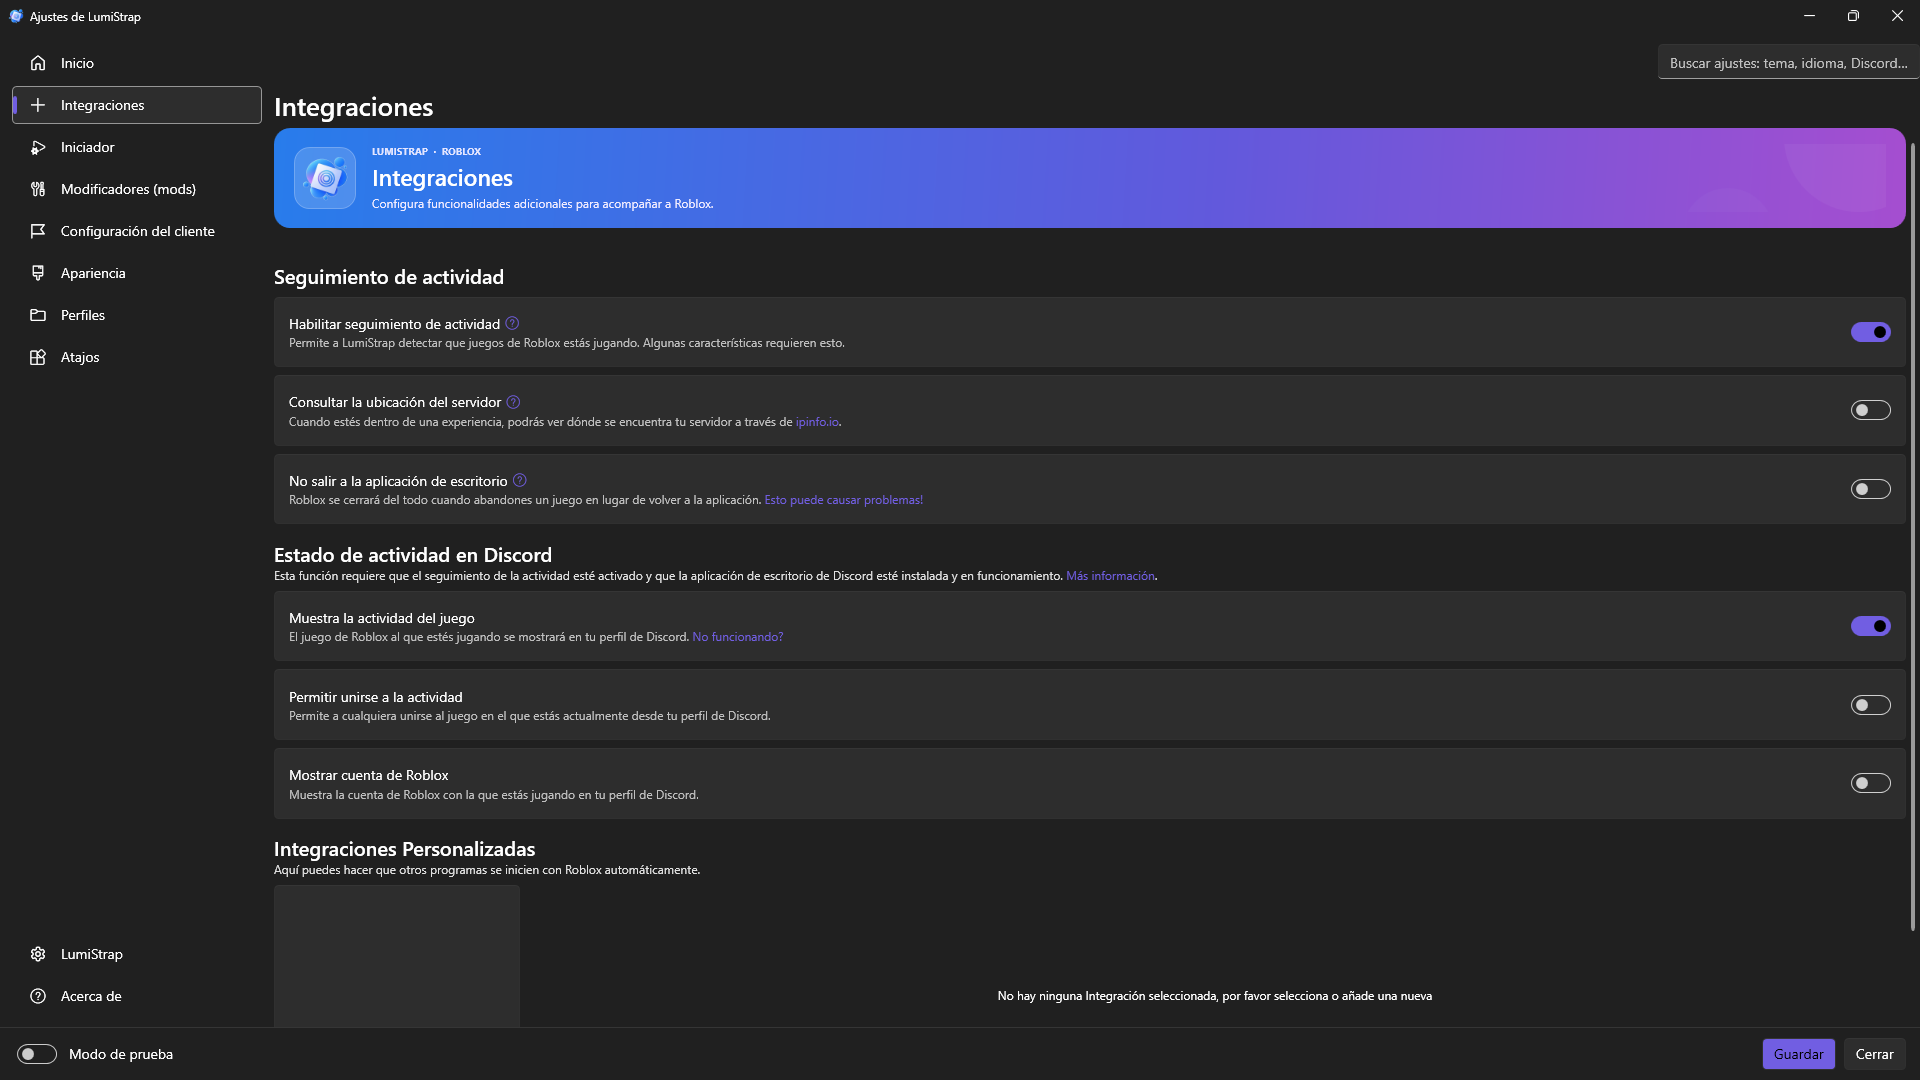 Ajustes de LumiStrap
Inicio
Buscar ajustes: tema, idioma, Discord...
Integraciones
Iniciador
Modificadores (mods)
Configuración del cliente
Apariencia
Perfiles
Atajos
Integraciones
LUMISTRAP · ROBLOX
Integraciones
Configura funcionalidades adicionales para acompañar a Roblox.
Seguimiento de actividad
Habilitar seguimiento de actividad
Permite a LumiStrap detectar que juegos de Roblox estás jugando. Algunas características requieren esto.
Consultar la ubicación del servidor
Cuando estés dentro de una experiencia, podrás ver dónde se encuentra tu servidor a través de ipinfo.io.
No salir a la aplicación de escritorio
Roblox se cerrará del todo cuando abandones un juego en lugar de volver a la aplicación. Esto puede causar problemas!
Estado de actividad en Discord
Esta función requiere que el seguimiento de la actividad esté activado y que la aplicación de escritorio de Discord esté instalada y en funcionamiento. Más información.
Muestra la actividad del juego
El juego de Roblox al que estés jugando se mostrará en tu perfil de Discord. No funcionando?
Permitir unirse a la actividad
Permite a cualquiera unirse al juego en el que estás actualmente desde tu perfil de Discord.
Mostrar cuenta de Roblox
Muestra la cuenta de Roblox con la que estás jugando en tu perfil de Discord.
Integraciones Personalizadas
Aquí puedes hacer que otros programas se inicien con Roblox automáticamente.
No hay ninguna Integración seleccionada, por favor selecciona o añade una nueva
LumiStrap
Acerca de
Modo de prueba
Guardar
Cerrar